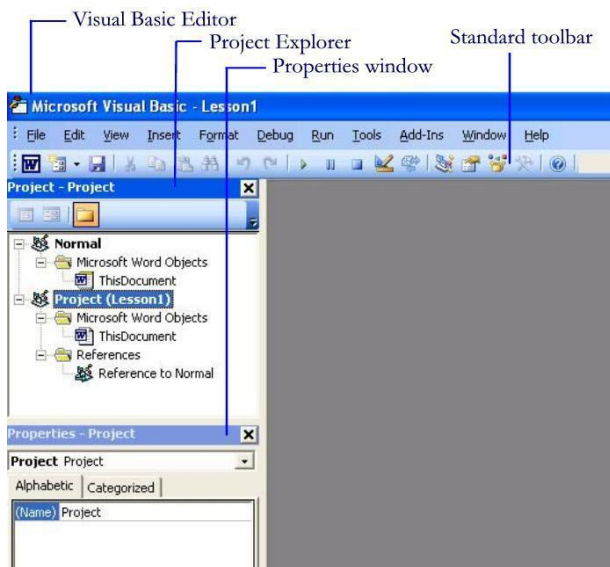 Visual Basic Editor
Project Explorer
Standard toolbar
Properties window
Microsoft Visual Basic - Lesson1
File Edit View Insert Format Debug Run Tools Add-Ins Window Help
Project - Project
Normal
Microsoft Word Objects
ThisDocument
Project (Lesson1)
Microsoft Word Objects
ThisDocument
References
Reference to Normal
Properties - Project
Project Project
Alphabetic Categorized
(Name) Project